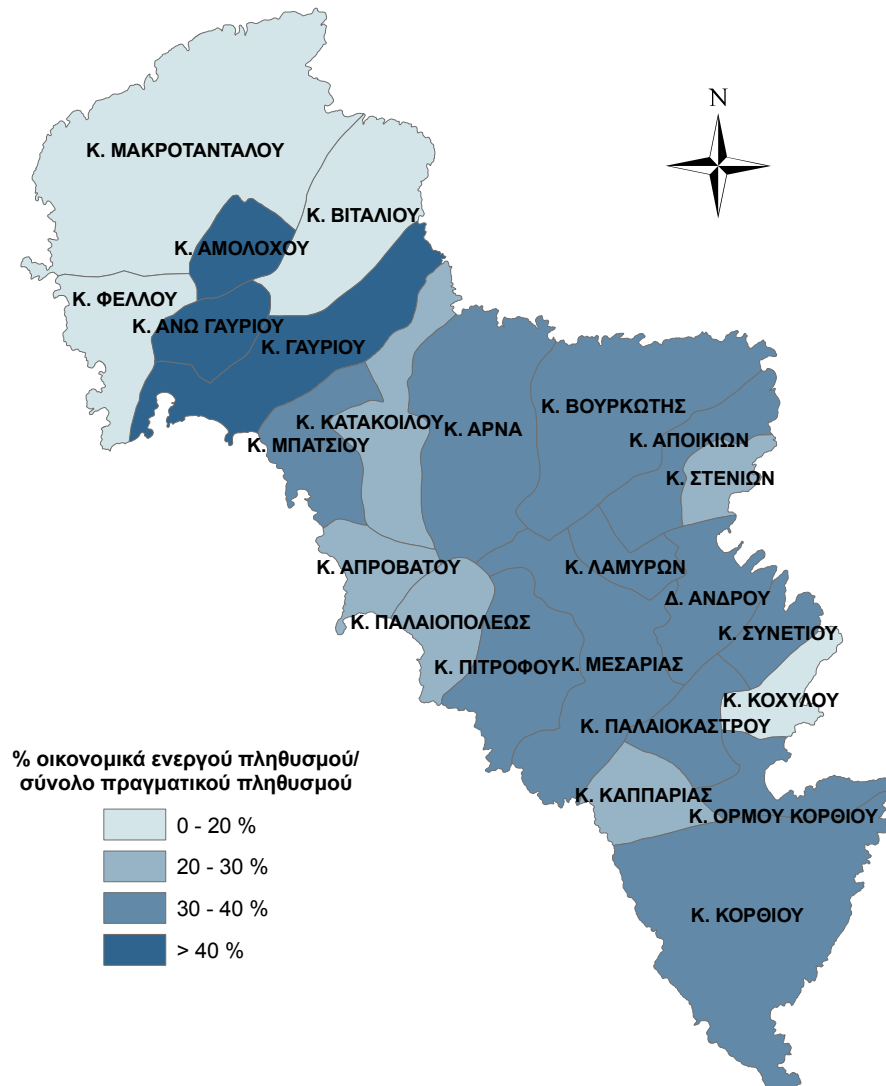 N
Κ. ΜΑΚΡΟΤΑΝΤΑΛΟΥ
Κ. ΒΙΤΑΛΙΟΥ
Κ. ΑΜΟΛΟΧΟΥ
Κ. ΦΕΛΛΟΥ
Κ. ΑΝΩ ΓΑΥΡΙΟΥ
Κ. ΓΑΥΡΙΟΥ
Κ. ΒΟΥΡΚΩΤΗΣ
Κ. ΚΑΤΑΚΟΙΛΟΥ
Κ. ΑΡΝΑ
Κ. ΑΠΟΙΚΙΩΝ
Κ. ΜΠΑΤΣΙΟΥ
Κ. ΣΤΕΝΙΩΝ
Κ. ΑΠΡΟΒΑΤΟΥ
Κ. ΛΑΜΥΡΩΝ
Δ. ΑΝΔΡΟΥ
Κ. ΠΑΛΑΙΟΠΟΛΕΩΣ
Κ. ΣΥΝΕΤΙΟΥ
Κ. ΠΙΤΡΟΦΟΥ
Κ. ΜΕΣΑΡΙΑΣ
Κ. ΚΟΧΥΛΟΥ
Κ. ΠΑΛΑΙΟΚΑΣΤΡΟΥ
Κ. ΚΑΠΠΑΡΙΑΣ
Κ. ΟΡΜΟΥ ΚΟΡΘΙΟΥ
Κ. ΚΟΡΘΙΟΥ
% οικονομικά ενεργού πληθυσμού/
σύνολο πραγματικού πληθυσμού
0 - 20 %
20 - 30 %
30 - 40 %
> 40 %